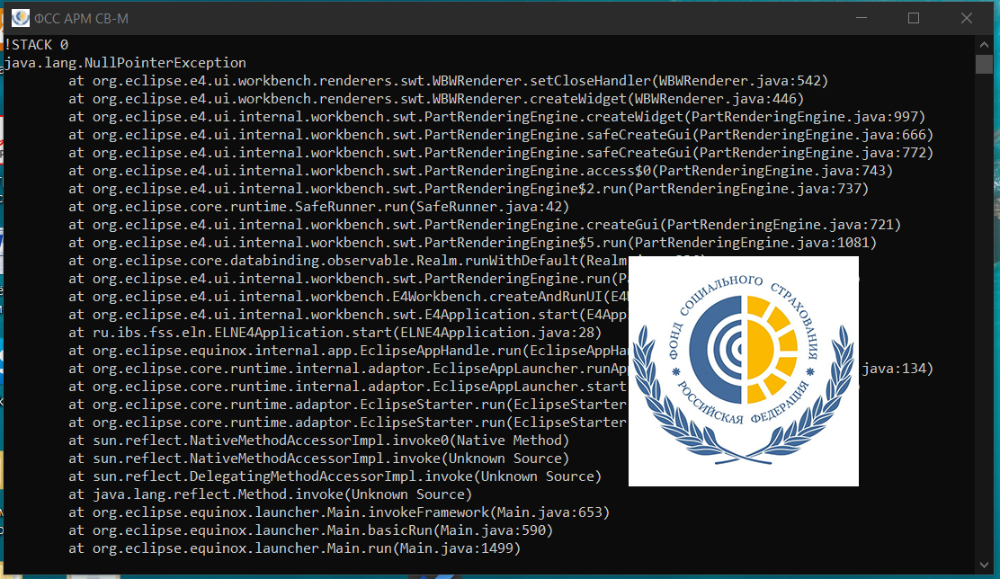 ФСС АРМ СВ-М
!STACK 0
java.lang.NullPointerException
at org.eclipse.e4.ui.workbench.renderers.swt.WBWRenderer.setCloseHandler(WBWRenderer.java:542)
at org.eclipse.e4.ui.workbench.renderers.swt.WBWRenderer.createWidget(WBWRenderer.java:446)
at org.eclipse.e4.ui.internal.workbench.swt.PartRenderingEngine.createWidget(PartRenderingEngine.java:997)
at org.eclipse.e4.ui.internal.workbench.swt.PartRenderingEngine.safeCreateGui(PartRenderingEngine.java:666)
at org.eclipse.e4.ui.internal.workbench.swt.PartRenderingEngine.safeCreateGui(PartRenderingEngine.java:772)
at org.eclipse.e4.ui.internal.workbench.swt.PartRenderingEngine.access$0(PartRenderingEngine.java:743)
at org.eclipse.e4.ui.internal.workbench.swt.PartRenderingEngine$2.run(PartRenderingEngine.java:737)
at org.eclipse.core.runtime.SafeRunner.run(SafeRunner.java:42)
at org.eclipse.e4.ui.internal.workbench.swt.PartRenderingEngine.createGui(PartRenderingEngine.java:721)
at org.eclipse.e4.ui.internal.workbench.swt.PartRenderingEngine$5.run(PartRenderingEngine.java:1081)
at org.eclipse.core.databinding.observable.Realm.runWithDefault(Realm
at org.eclipse.e4.ui.internal.workbench.swt.PartRenderingEngine.run(P
at org.eclipse.e4.ui.internal.workbench.E4Workbench.createAndRunUI(E4
at org.eclipse.e4.ui.internal.workbench.swt.E4Application.start(E4App
at ru.ibs.fss.eln.ELNE4Application.start(ELNE4Application.java:28)
at org.eclipse.equinox.internal.app.EclipseAppHandle.run(EclipseAppHa
at org.eclipse.core.runtime.internal.adaptor.EclipseAppLauncher.runAp java:134)
at org.eclipse.core.runtime.internal.adaptor.EclipseAppLauncher.start
at org.eclipse.core.runtime.adaptor.EclipseStarter.run(EclipseStarter
at org.eclipse.core.runtime.adaptor.EclipseStarter.run(EclipseStarter
at sun.reflect.NativeMethodAccessorImpl.invoke0(Native Method)
at sun.reflect.NativeMethodAccessorImpl.invoke(Unknown Source)
at sun.reflect.DelegatingMethodAccessorImpl.invoke(Unknown Source)
at java.lang.reflect.Method.invoke(Unknown Source)
at org.eclipse.equinox.launcher.Main.invokeFramework(Main.java:653)
at org.eclipse.equinox.launcher.Main.basicRun(Main.java:590)
at org.eclipse.equinox.launcher.Main.run(Main.java:1499)
ФОНД СОЦИАЛЬНОГО СТРАХОВАНИЯ
РОССИЙСКАЯ ФЕДЕРАЦИЯ